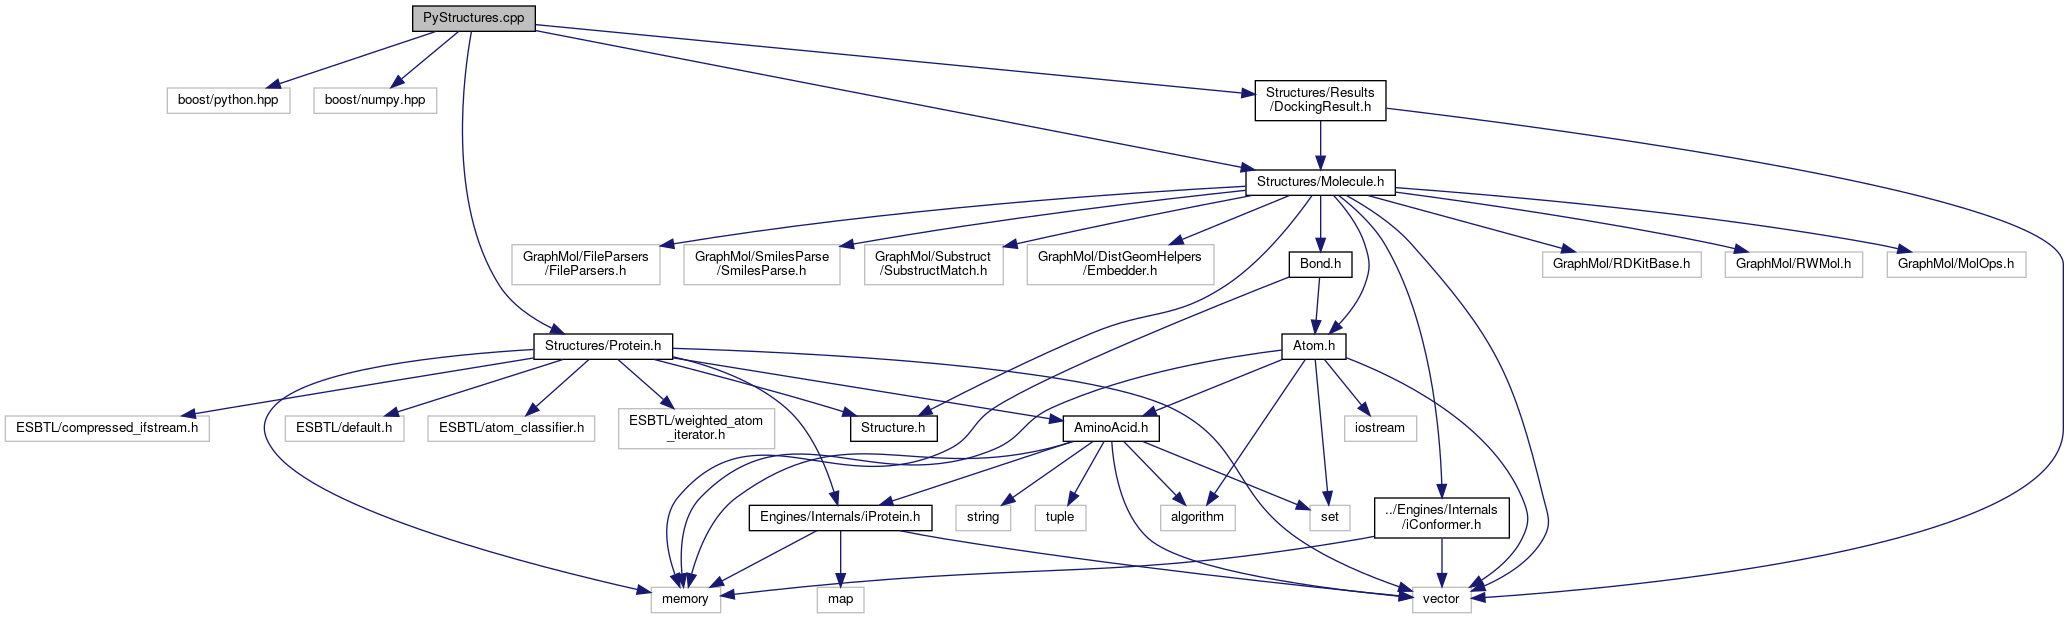 PyStructures.cpp
boost/python.hpp
boost/numpy.hpp
Structures/Results
/DockingResult.h
Structures/Molecule.h
GraphMol/FileParsers
/FileParsers.h
GraphMol/SmilesParse
/SmilesParse.h
GraphMol/Substruct
/SubstructMatch.h
GraphMol/DistGeomHelpers
/Embedder.h
Bond.h
GraphMol/RDKitBase.h
GraphMol/RWMol.h
GraphMol/MolOps.h
Structures/Protein.h
Atom.h
ESBTL/compressed_ifstream.h
ESBTL/default.h
ESBTL/atom_classifier.h
ESBTL/weighted_atom
_iterator.h
Structure.h
AminoAcid.h
iostream
Engines/Internals/iProtein.h
string
tuple
algorithm
set
../Engines/Internals
/iConformer.h
memory
map
vector